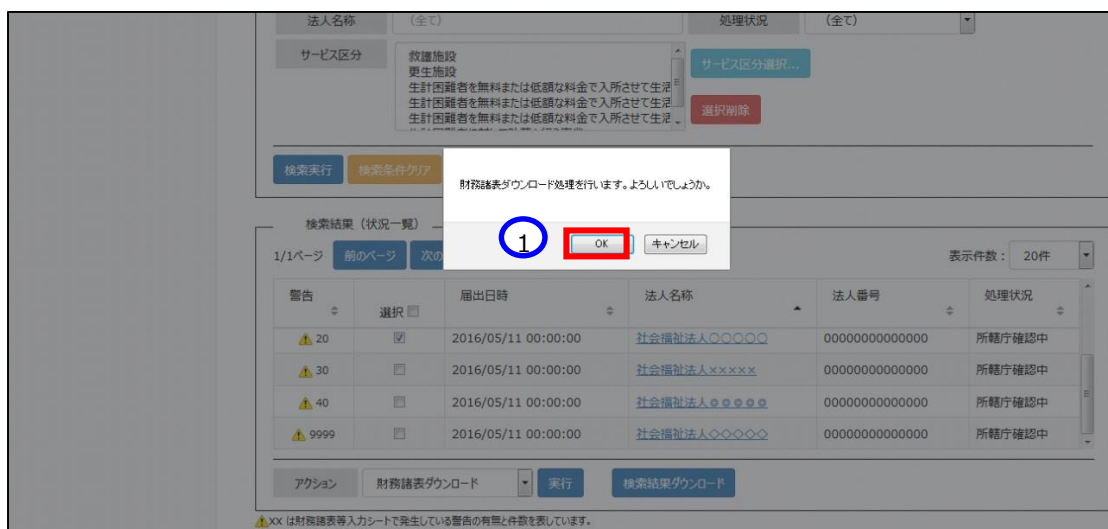 法人名称 (全て) 処理状況 (全て)
サービス区分 救護施設
更生施設
生計困難者を無料または低額な料金で入所させて生活
生計困難者を無料または低額な料金で入所させて生活
生計困難者を無料または低額な料金で入所させて生活
サービス区分選択...
選択削除
検索実行 検索条件クリア
財務諸表ダウンロード処理を行います。よろしいでしょうか。
1 OK キャンセル
検索結果(状況一覧)
1/1ページ 前のページ 次の 表示件数: 20件
警告 選択 届出日時 法人名称 法人番号 処理状況
20 2016/05/11 00:00:00 社会福祉法人○○○○○ 00000000000000 所轄庁確認中
30 2016/05/11 00:00:00 社会福祉法人××××× 00000000000000 所轄庁確認中
40 2016/05/11 00:00:00 社会福祉法人◎◎◎◎◎ 00000000000000 所轄庁確認中
9999 2016/05/11 00:00:00 社会福祉法人◇◇◇◇◇ 00000000000000 所轄庁確認中
アクション 財務諸表ダウンロード 実行 検索結果ダウンロード
XX は財務諸表等入力シートで発生している警告の有無と件数を表しています。